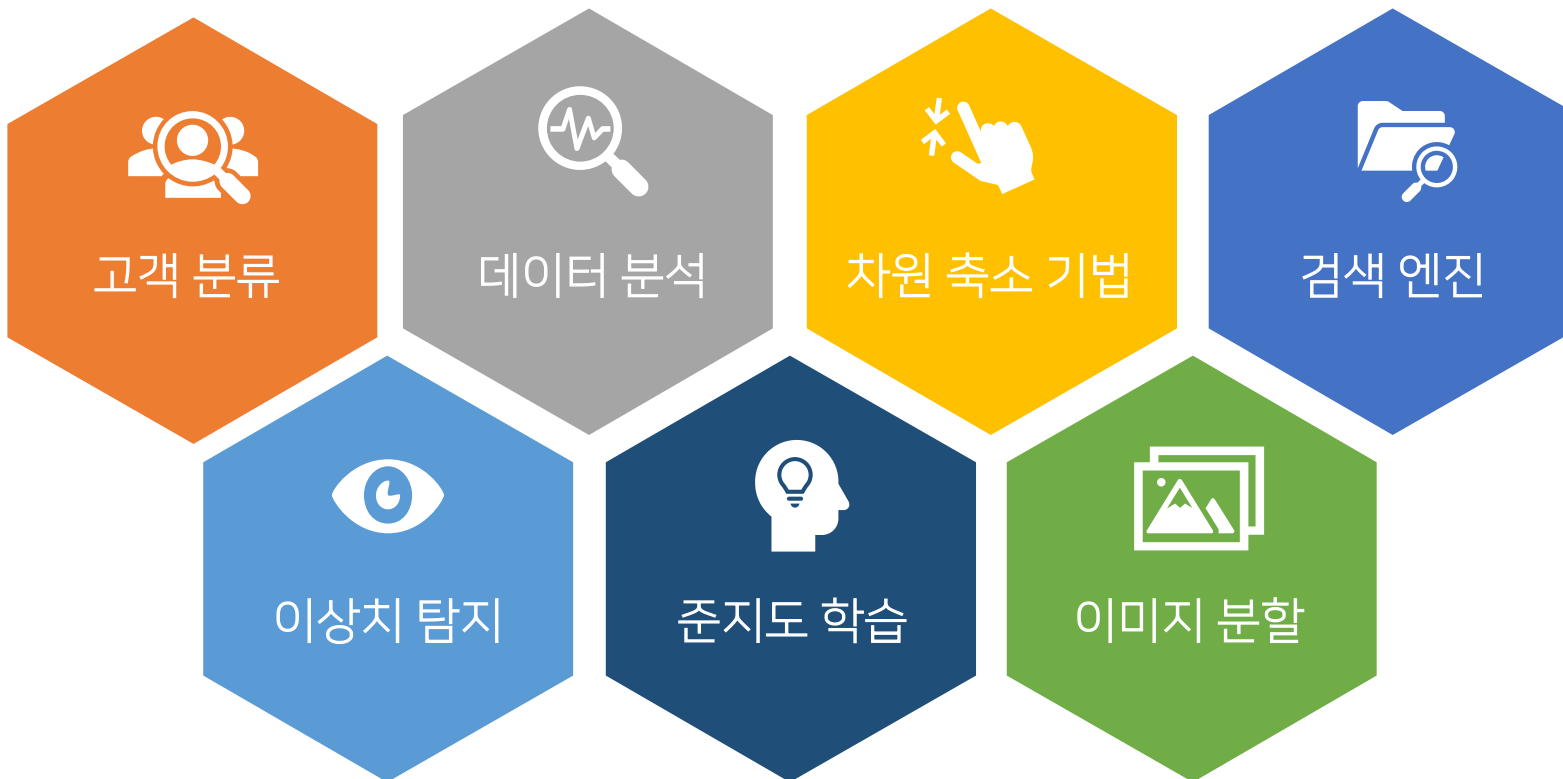 고객 분류
데이터 분석
차원 축소 기법
검색 엔진
이상치 탐지
준지도 학습
이미지 분할